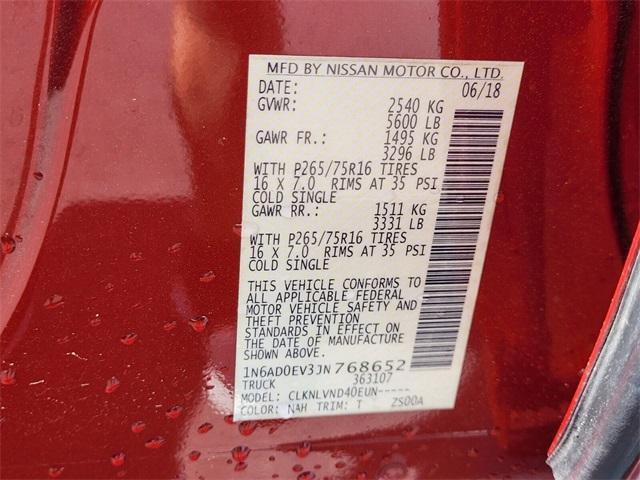 MFD BY NISSAN MOTOR CO., LTD.
DATE: 06/18
GVWR: 2540 KG
5600 LB
GAWR FR.: 1495 KG
3296 LB
WITH P265/75R16 TIRES
16 X 7.0 RIMS AT 35 PSI
COLD SINGLE
GAWR RR.: 1511 KG
3331 LB
WITH P265/75R16 TIRES
16 X 7.0 RIMS AT 35 PSI
COLD SINGLE
THIS VEHICLE CONFORMS TO
ALL APPLICABLE FEDERAL
MOTOR VEHICLE SAFETY AND
THEFT PREVENTION
STANDARDS IN EFFECT ON
THE DATE OF MANUFACTURE
SHOWN ABOVE.
1N6AD0EV3JN768652
TRUCK 363107
MODEL: CLKNLVND40EUN-----
COLOR: NAH TRIM: T ZS00A